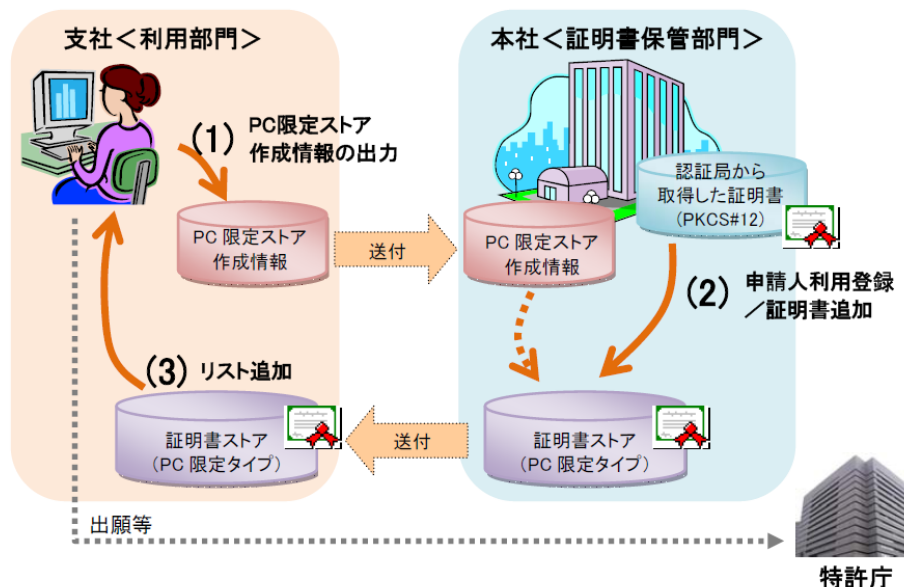 支社＜利用部門＞
本社＜証明書保管部門＞
(1)
PC限定ストア
作成情報の出力
認証局から
取得した証明書
(PKCS#12)
PC 限定ストア
作成情報
送付
PC 限定ストア
作成情報
(2)
申請人利用登録
／証明書追加
(3)
リスト追加
証明書ストア
(PC 限定タイプ)
送付
証明書ストア
(PC 限定タイプ)
出願等
特許庁